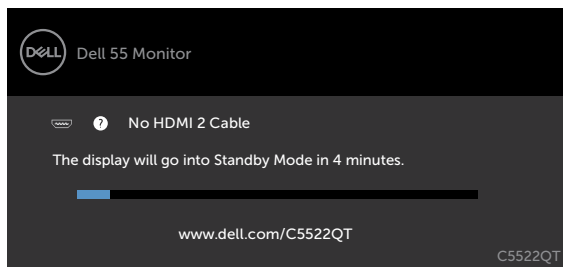 DELL
Dell 55 Monitor
? No HDMI 2 Cable
The display will go into Standby Mode in 4 minutes.
www.dell.com/C5522QT
C5522QT